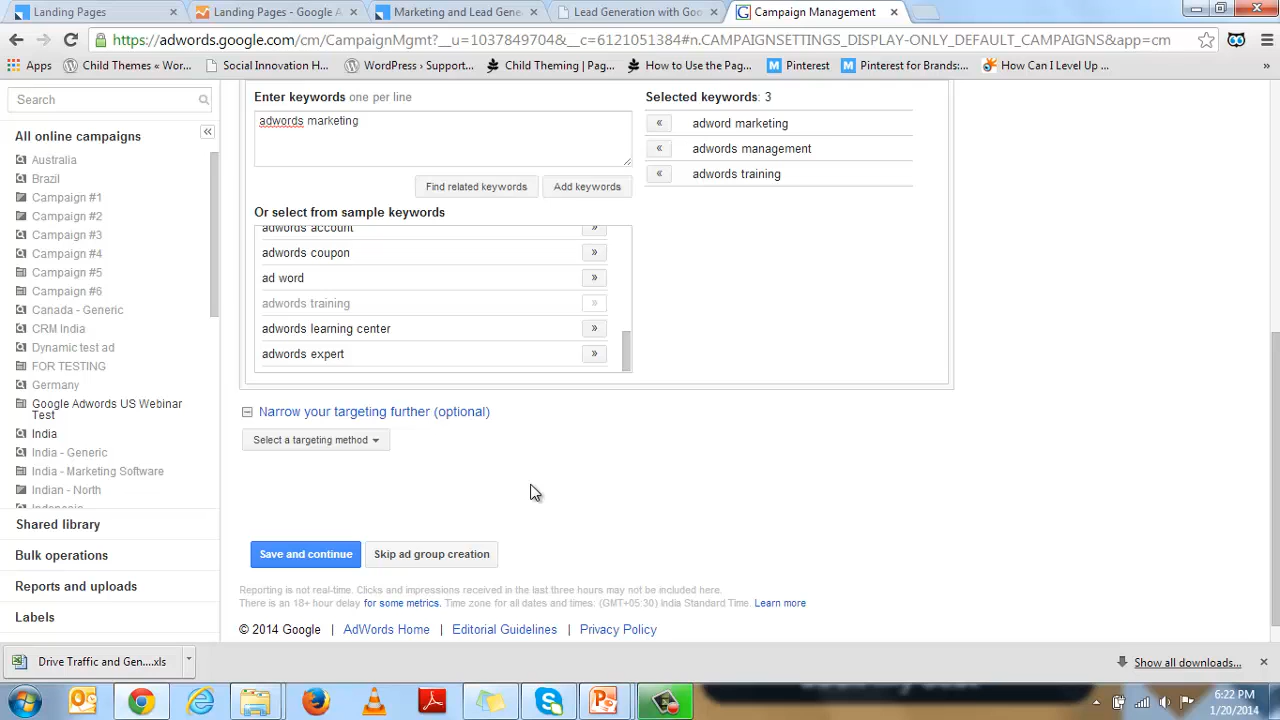 Landing Pages
Landing Pages - Google A
Marketing and Lead Gene
Lead Generation with Goo
Campaign Management
https://adwords.google.com/cm/CampaignMgmt?__u=1037849704&__c=6121051384#n.CAMPAIGNSETTINGS_DISPLAY-ONLY_DEFAULT_CAMPAIGNS&app=cm
Apps
Child Themes « Wor...
Social Innovation H...
WordPress › Support...
Child Theming | Pag...
How to Use the Pag...
Pinterest
Pinterest for Brands:...
How Can I Level Up ...
Search
All online campaigns
Australia
Brazil
Campaign #1
Campaign #2
Campaign #3
Campaign #4
Campaign #5
Campaign #6
Canada - Generic
CRM India
Dynamic test ad
FOR TESTING
Germany
Google Adwords US Webinar
Test
India
India - Generic
India - Marketing Software
Indian - North
Indonesia
Shared library
Bulk operations
Reports and uploads
Labels
Enter keywords one per line
adwords marketing
Find related keywords
Add keywords
Or select from sample keywords
adwords account
adwords coupon
ad word
adwords training
adwords learning center
adwords expert
Selected keywords: 3
adword marketing
adwords management
adwords training
Narrow your targeting further (optional)
Select a targeting method
Save and continue
Skip ad group creation
Reporting is not real-time. Clicks and impressions received in the last three hours may not be included here.
There is an 18+ hour delay for some metrics. Time zone for all dates and times: (GMT+05:30) India Standard Time. Learn more
© 2014 Google | AdWords Home | Editorial Guidelines | Privacy Policy
Drive Traffic and Gen....xls
Show all downloads...
6:22 PM
1/20/2014